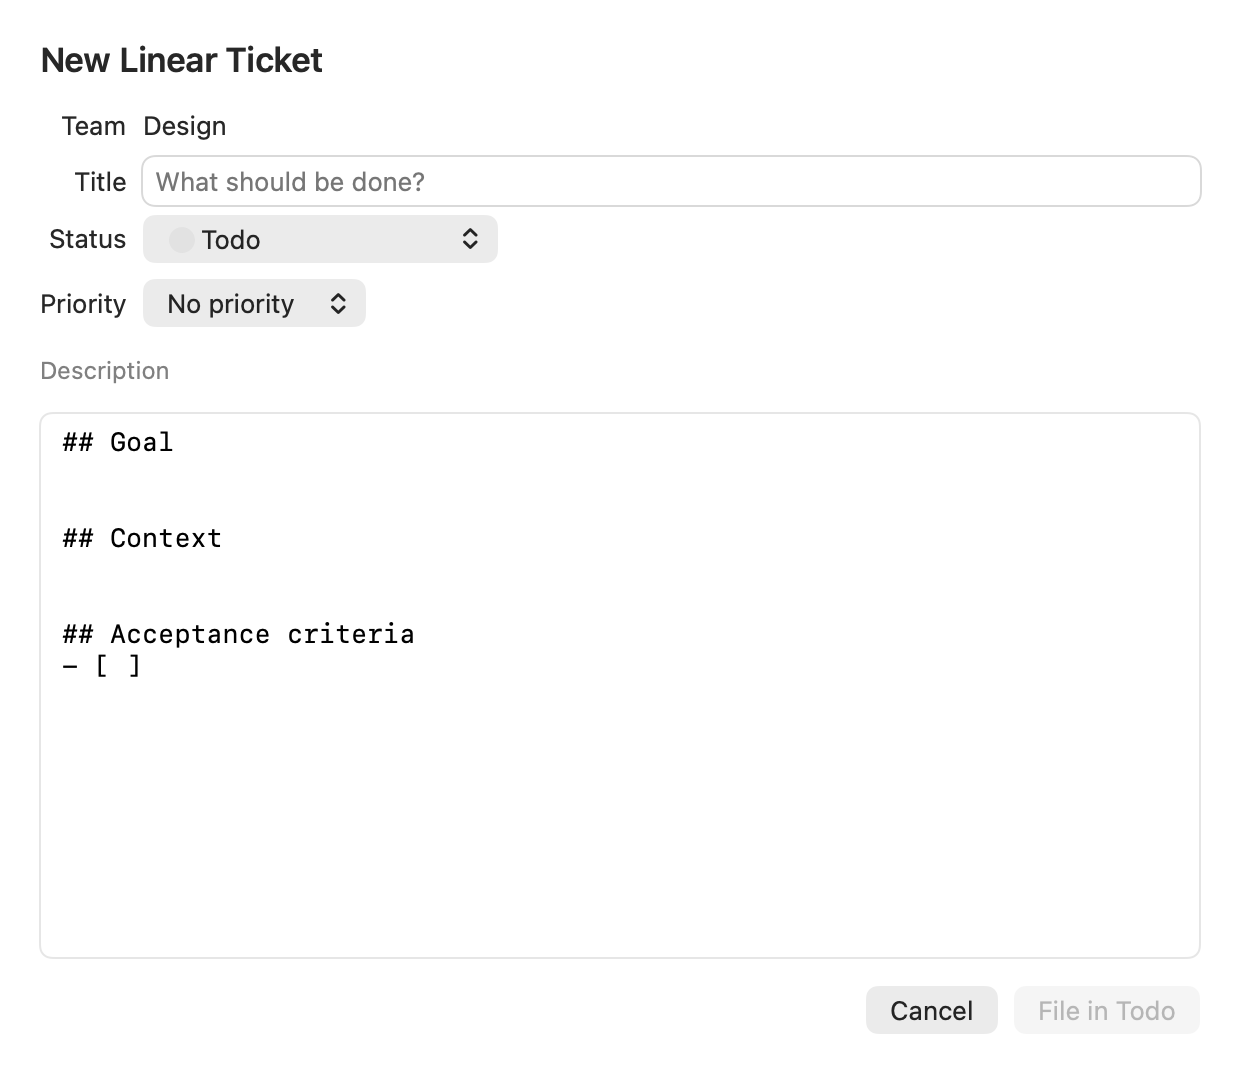 New Linear Ticket
Team Design
Title What should be done?
Status Todo
Priority No priority
Description
## Goal
## Context
## Acceptance criteria
- [ ]
Cancel File in Todo